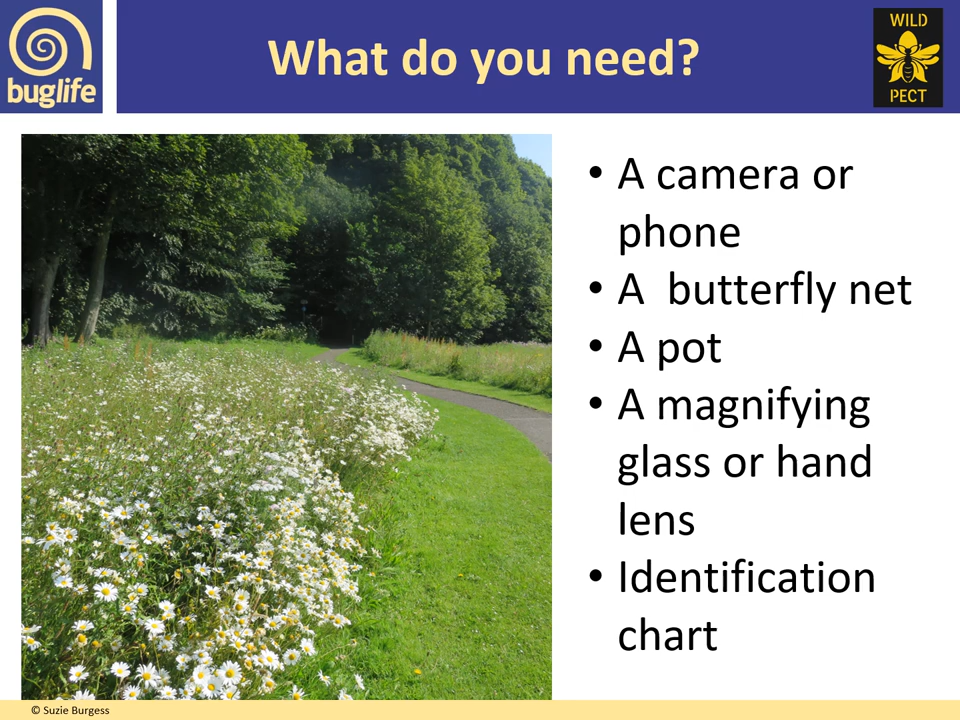 buglife
What do you need?
WILD
PECT
• A camera or
phone
• A  butterfly net
• A pot
• A magnifying
glass or hand
lens
• Identification
chart
© Suzie Burgess